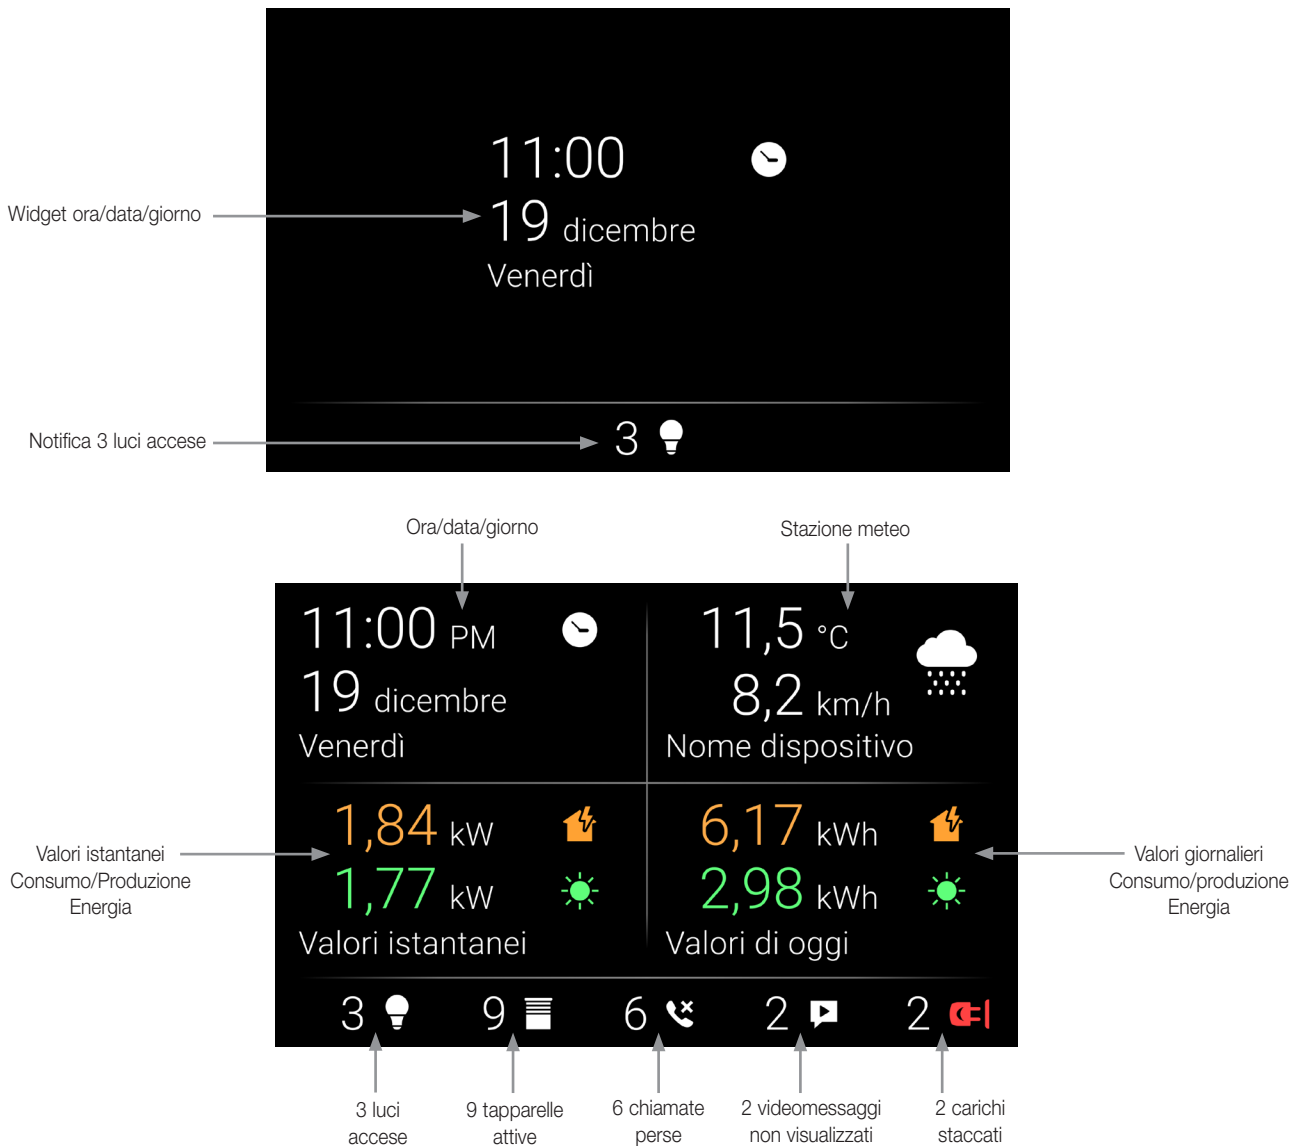 11:00
Widget ora/data/giorno
19 dicembre
Venerdì
Notifica 3 luci accese
3
Ora/data/giorno
Stazione meteo
11:00 PM
19 dicembre
Venerdì
11,5 °C
8,2 km/h
Nome dispositivo
Valori istantanei
Consumo/Produzione
Energia
1,84 kW
1,77 kW
Valori istantanei
6,17 kWh
2,98 kWh
Valori di oggi
Valori giornalieri
Consumo/produzione
Energia
3
9
6
2
2
3 luci
accese
9 tapparelle
attive
6 chiamate
perse
2 videomessaggi
non visualizzati
2 carichi
staccati